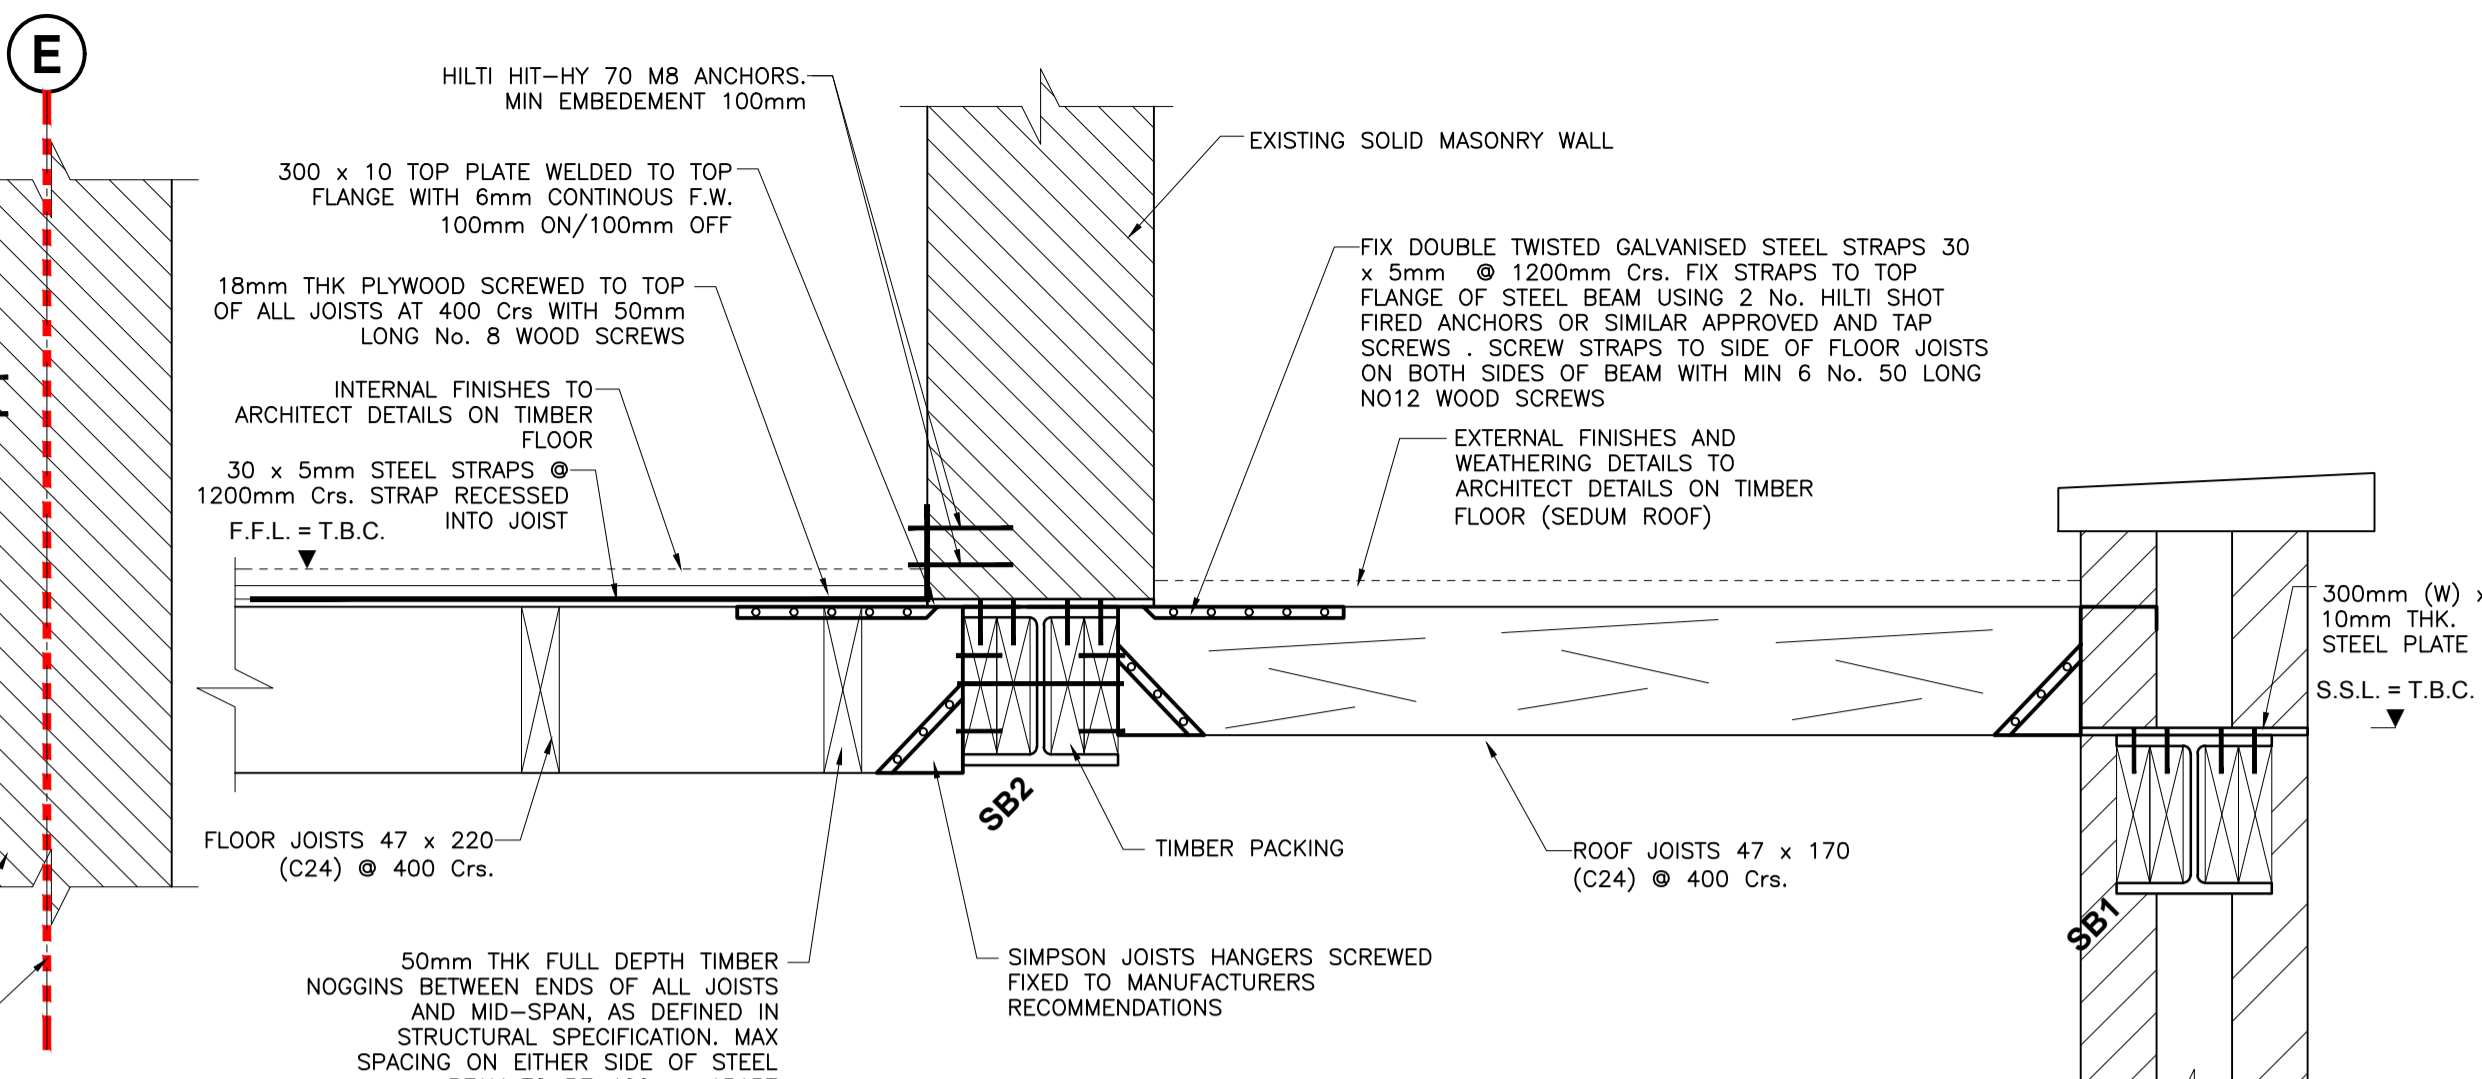 E
HILTI HIT-HY 70 M8 ANCHORS.
MIN EMBEDEMENT 100mm
300 x 10 TOP PLATE WELDED TO TOP
FLANGE WITH 6mm CONTINOUS F.W.
100mm ON/100mm OFF
18mm THK PLYWOOD SCREWED TO TOP
OF ALL JOISTS AT 400 Crs WITH 50mm
LONG No. 8 WOOD SCREWS
INTERNAL FINISHES TO
ARCHITECT DETAILS ON TIMBER
FLOOR
30 x 5mm STEEL STRAPS @
1200mm Crs. STRAP RECESSED
INTO JOIST
F.F.L. = T.B.C.
EXISTING SOLID MASONRY WALL
FIX DOUBLE TWISTED GALVANISED STEEL STRAPS 30
x 5mm @ 1200mm Crs. FIX STRAPS TO TOP
FLANGE OF STEEL BEAM USING 2 No. HILTI SHOT
FIRED ANCHORS OR SIMILAR APPROVED AND TAP
SCREWS . SCREW STRAPS TO SIDE OF FLOOR JOISTS
ON BOTH SIDES OF BEAM WITH MIN 6 No. 50 LONG
NO12 WOOD SCREWS
EXTERNAL FINISHES AND
WEATHERING DETAILS TO
ARCHITECT DETAILS ON TIMBER
FLOOR (SEDUM ROOF)
300mm (W) x
10mm THK.
STEEL PLATE
S.S.L. = T.B.C.
SB2
SB1
FLOOR JOISTS 47 x 220
(C24) @ 400 Crs.
TIMBER PACKING
ROOF JOISTS 47 x 170
(C24) @ 400 Crs.
50mm THK FULL DEPTH TIMBER
NOGGINS BETWEEN ENDS OF ALL JOISTS
AND MID-SPAN, AS DEFINED IN
STRUCTURAL SPECIFICATION. MAX
SPACING ON EITHER SIDE OF STEEL
SIMPSON JOISTS HANGERS SCREWED
FIXED TO MANUFACTURERS
RECOMMENDATIONS